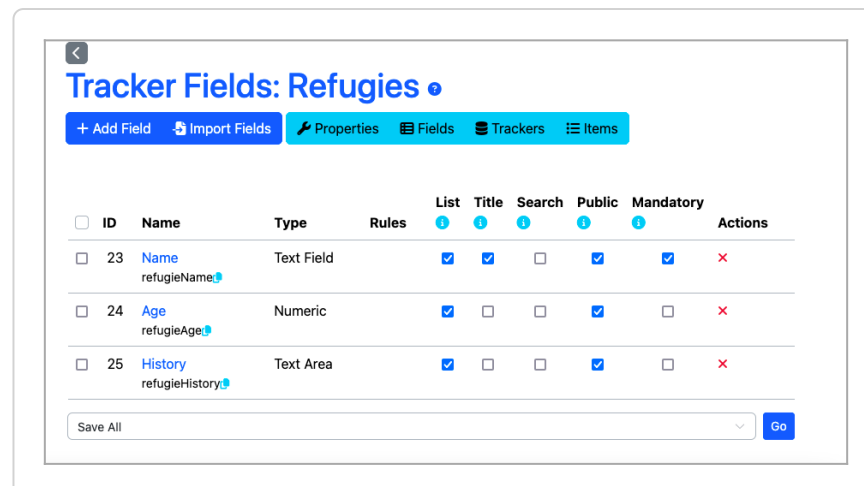 Tracker Fields: Refugies
+ Add Field Import Fields Properties Fields Trackers Items
ID Name Type Rules List Title Search Public Mandatory Actions
23 Name Text Field
refugieName
24 Age Numeric
refugieAge
25 History Text Area
refugieHistory
Save All Go